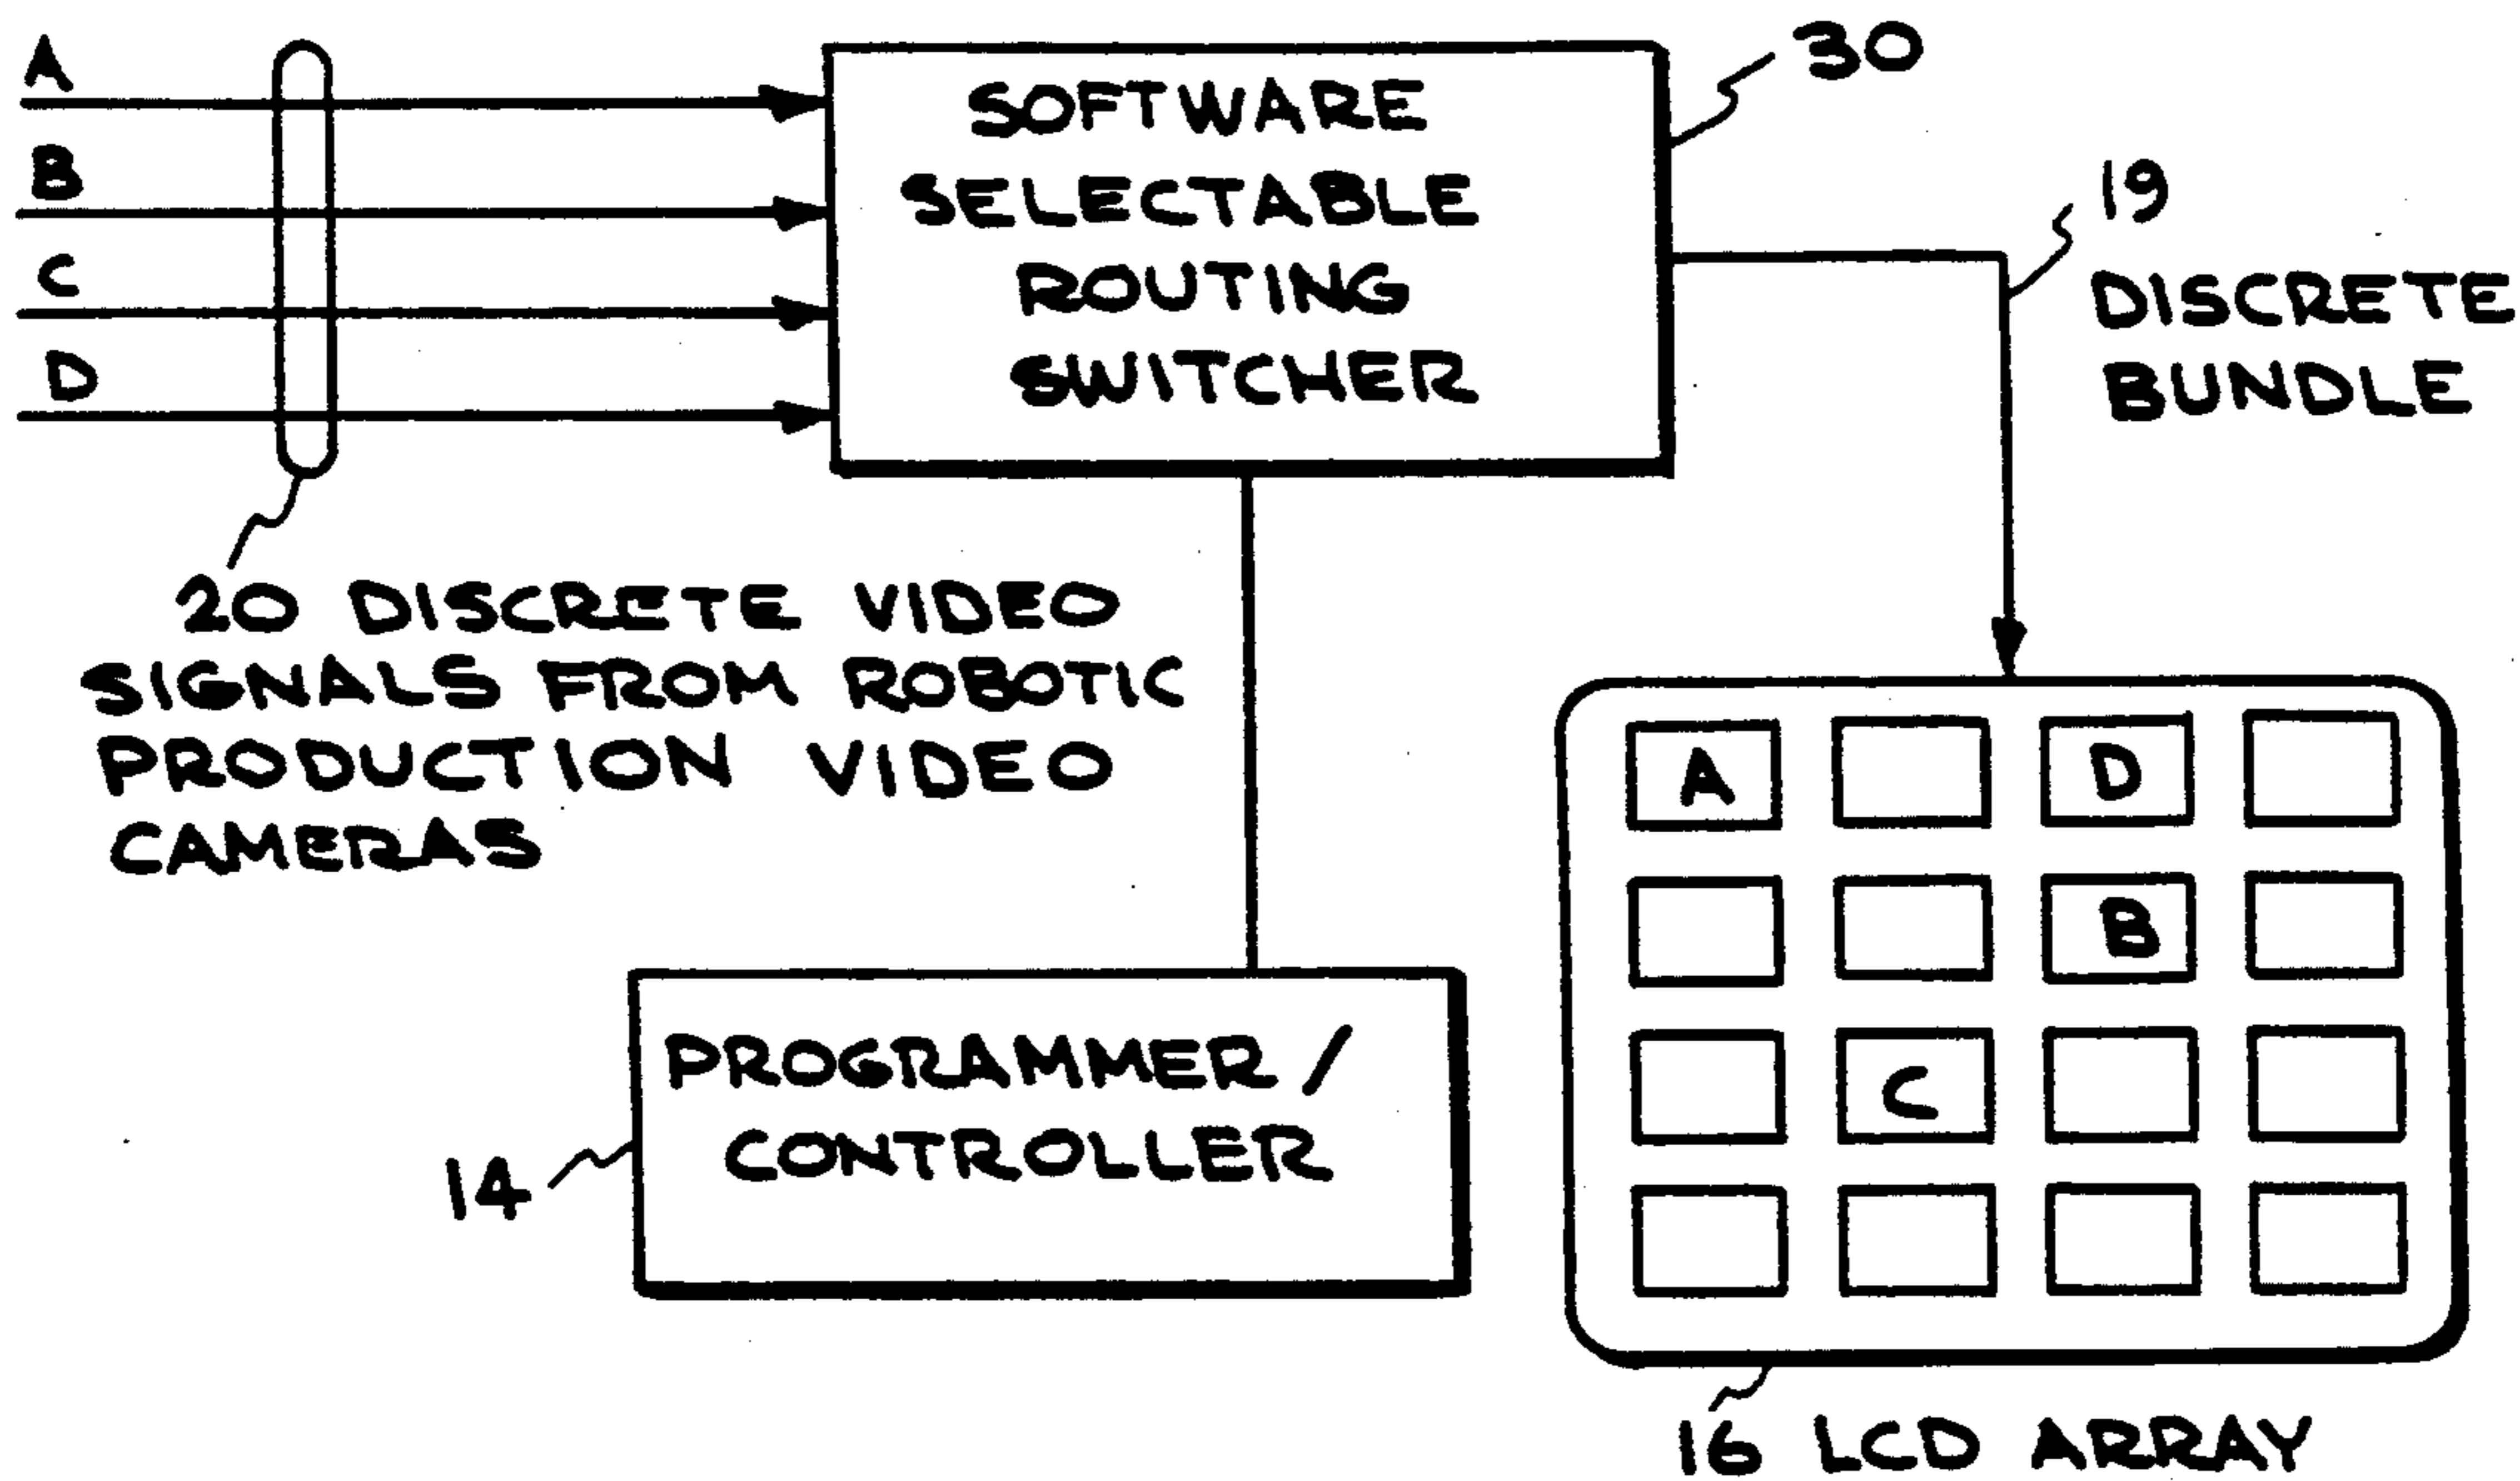 A
B
C
D
SOFTWARE
SELECTABLE
ROUTING
SWITCHER
30
19
DISCRETE
BUNDLE
20 DISCRETE VIDEO
SIGNALS FROM ROBOTIC
PRODUCTION VIDEO
CAMERAS
PROGRAMMER /
CONTROLLER
14
A D
B
C
16 LCD ARRAY